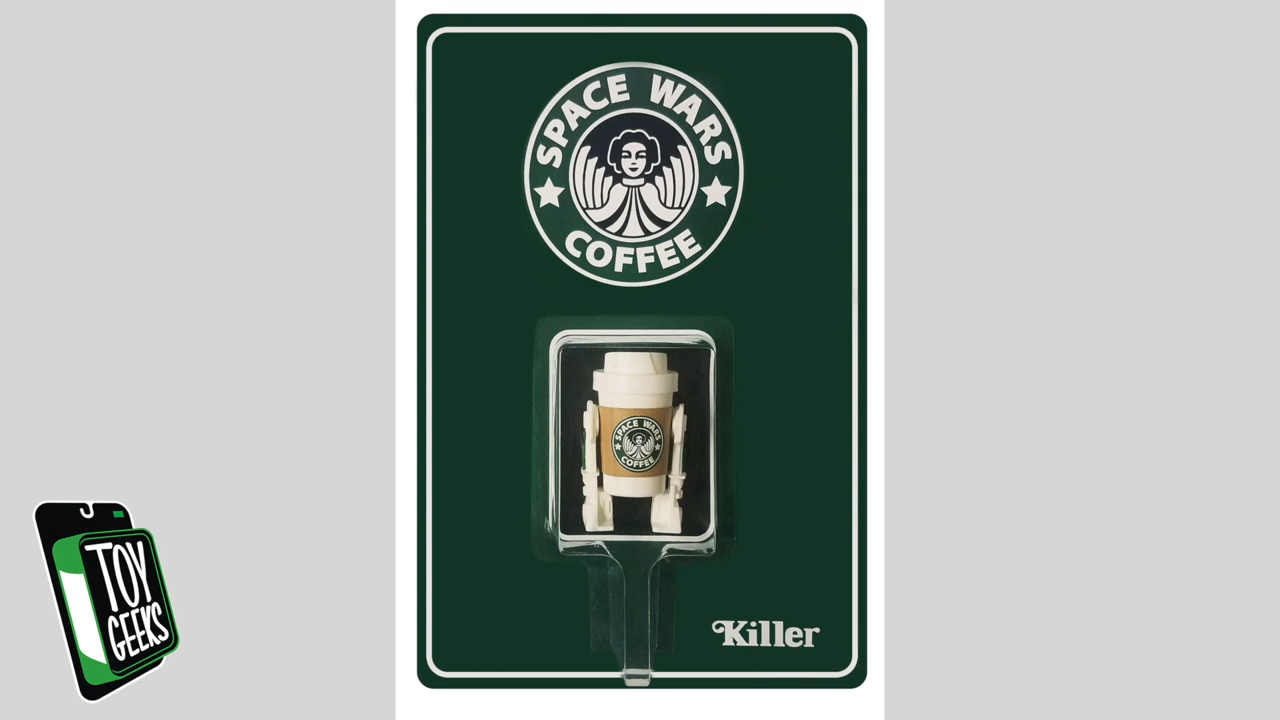 SPACE WARS
COFFEE
SPACE WARS
COFFEE
Killer
TOY
GEEKS